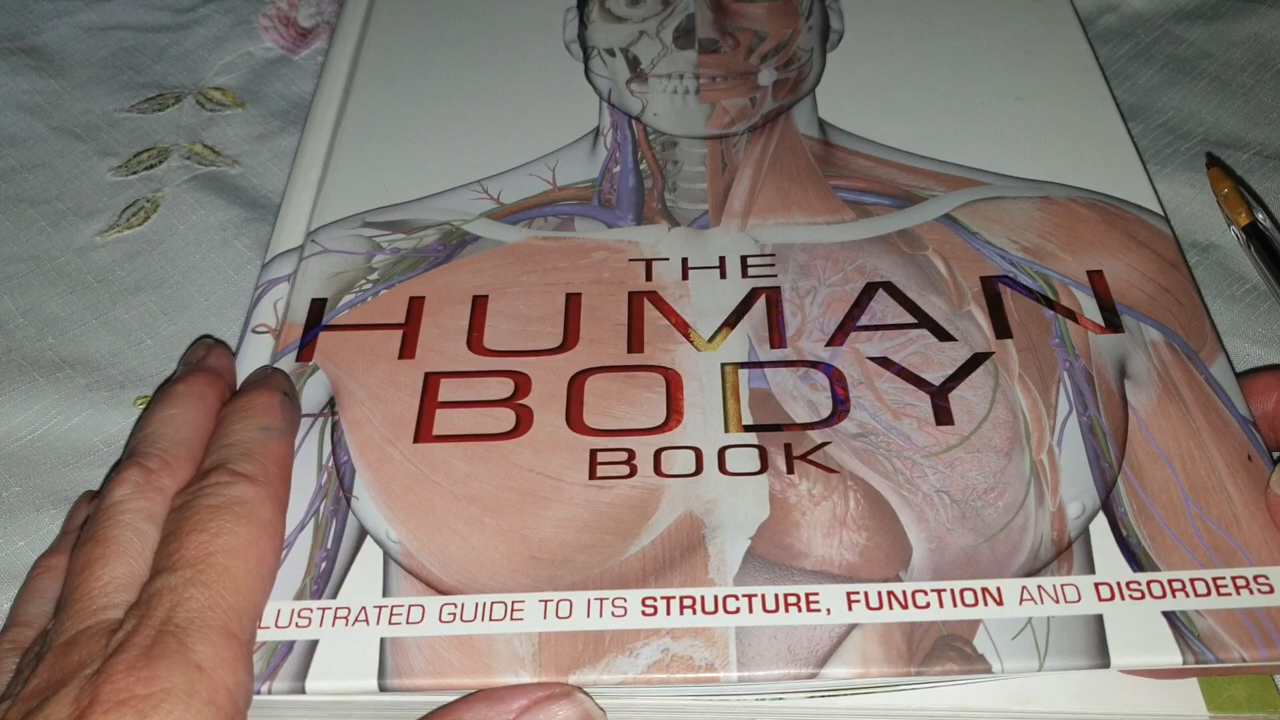 THE
HUMAN
BODY
BOOK
LUSTRATED GUIDE TO ITS STRUCTURE, FUNCTION AND DISORDERS